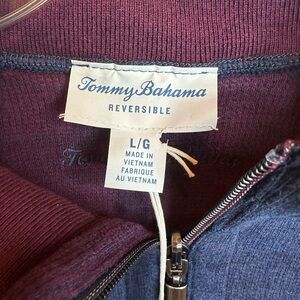 Tommy Bahama
REVERSIBLE
L/G
MADE IN
VIETNAM
FABRIQUE
AU VIETNAM